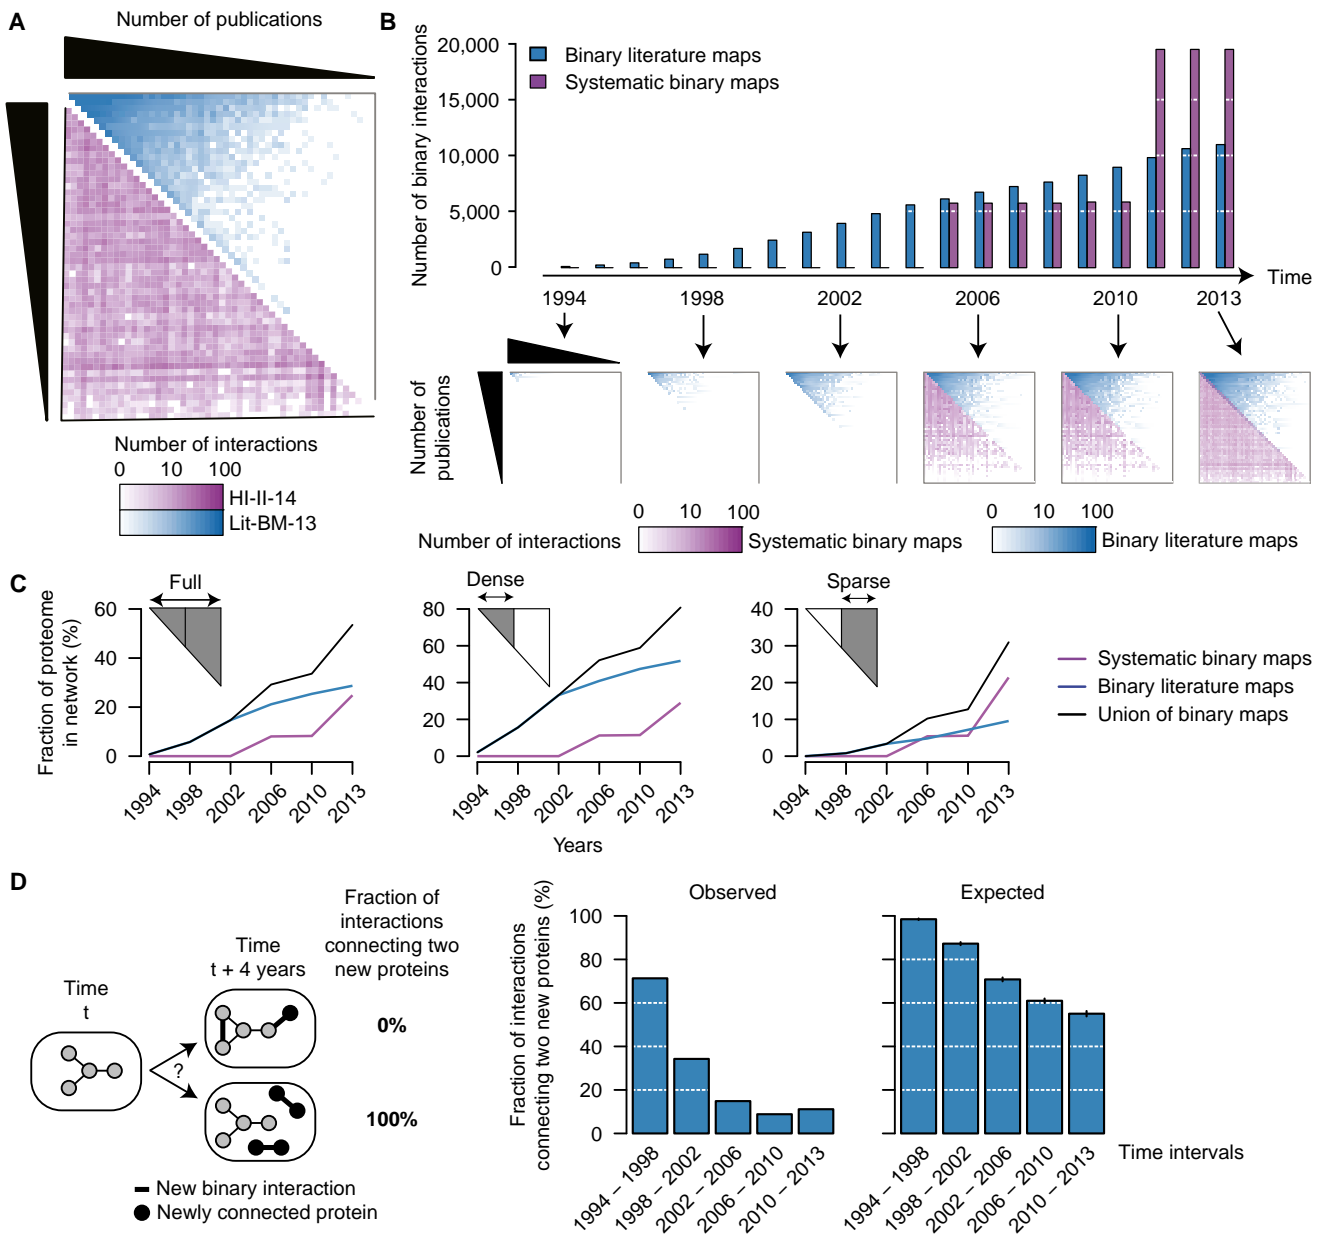 A
Number of publications
Number of interactions
0 10 100
HI-II-14
Lit-BM-13
B
Number of binary interactions
20,000
15,000
10,000
5,000
0
Binary literature maps
Systematic binary maps
Time
1994 1998 2002 2006 2010 2013
Number of
publications
Number of interactions
0 10 100
Systematic binary maps
0 10 100
Binary literature maps
C
Fraction of proteome
in network (%)
Full
60
40
20
0
1994 1998 2002 2006 2010 2013
Dense
80
60
40
20
0
1994 1998 2002 2006 2010 2013
Years
Sparse
40
30
20
10
0
1994 1998 2002 2006 2010 2013
Systematic binary maps
Binary literature maps
Union of binary maps
D
Time
t
?
Time
t + 4 years
Fraction of
interactions
connecting two
new proteins
0%
100%
New binary interaction
Newly connected protein
Fraction of interactions
connecting two new proteins (%)
Observed
100
80
60
40
20
0
1994 – 1998
1998 – 2002
2002 – 2006
2006 – 2010
2010 – 2013
Expected
1994 – 1998
1998 – 2002
2002 – 2006
2006 – 2010
2010 – 2013
Time intervals